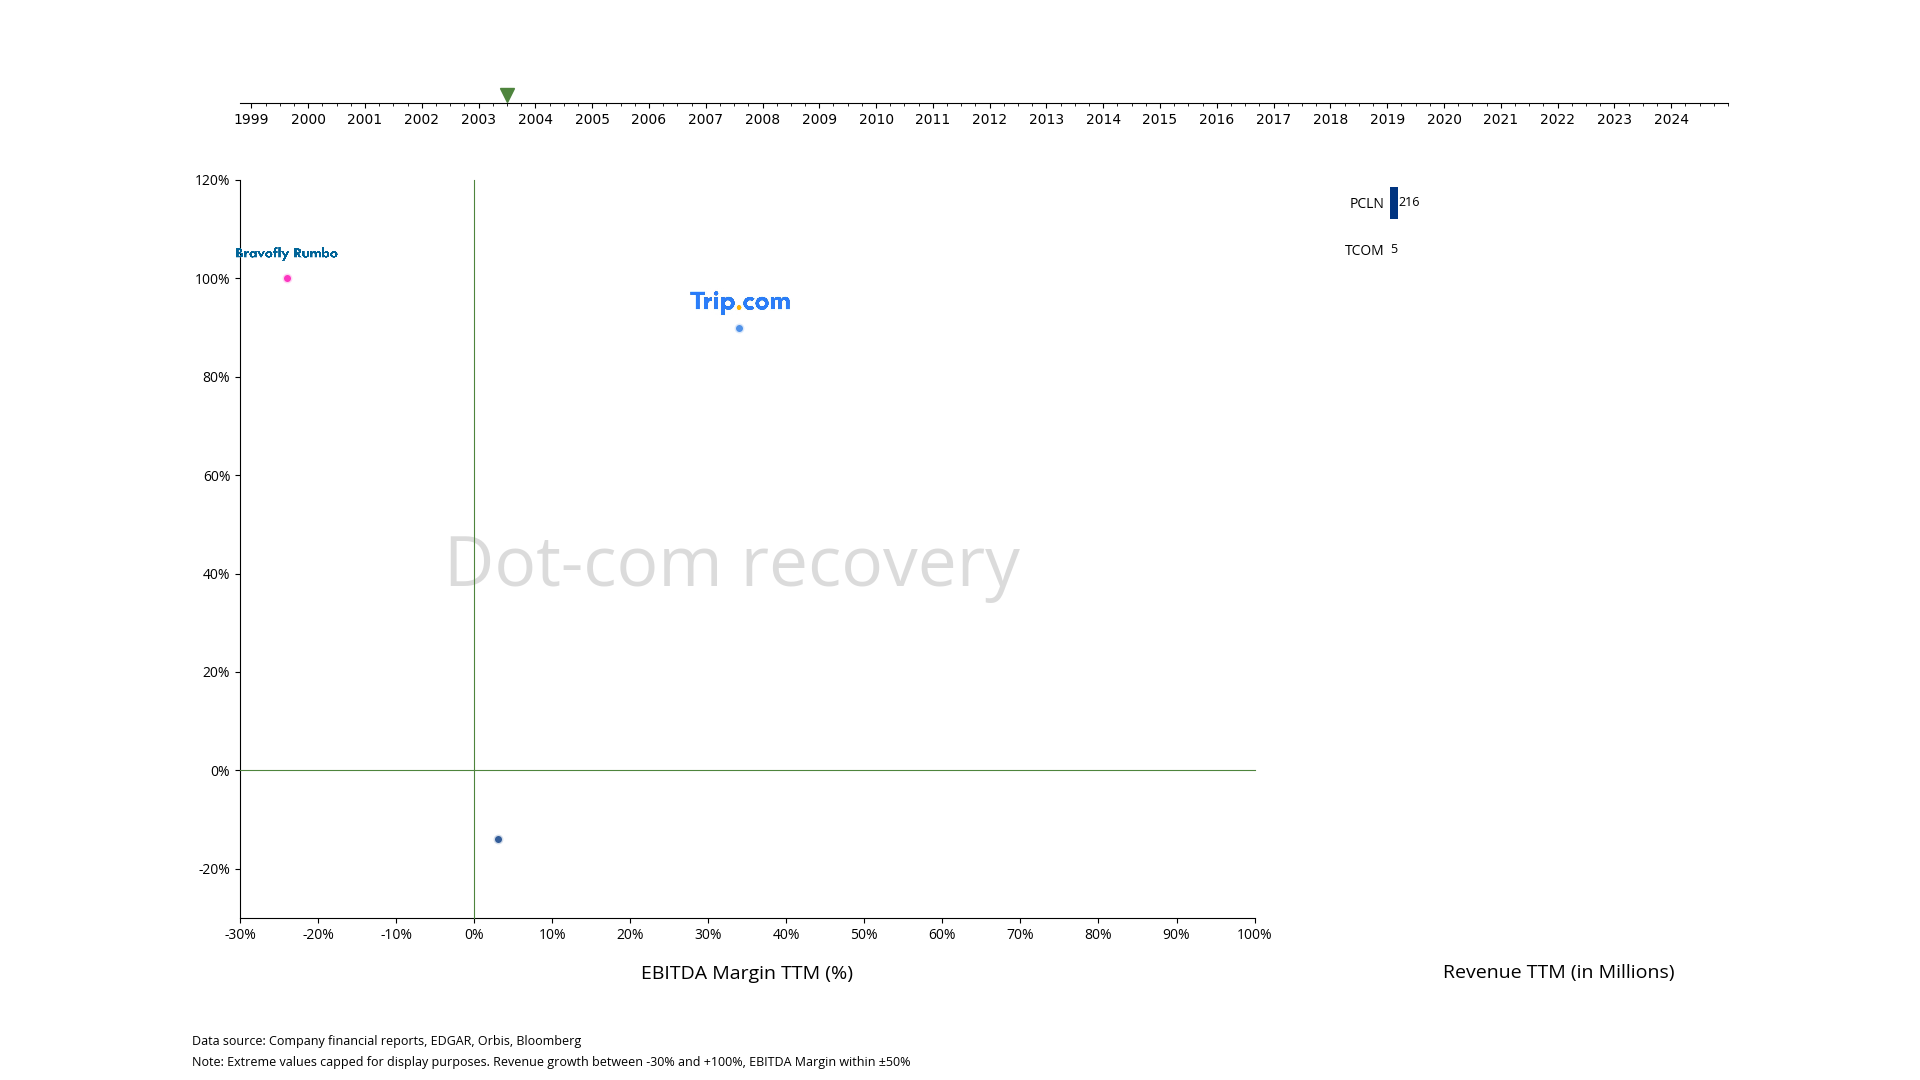 1999 2000 2001 2002 2003 2004 2005 2006 2007 2008 2009 2010 2011 2012 2013 2014 2015 2016 2017 2018 2019 2020 2021 2022 2023 2024
120%
PCLN 216
Bravofly Rumbo
TCOM 5
100%
Trip.com
80%
60%
Dot-com recovery
40%
20%
0%
-20%
-30% -20% -10% 0% 10% 20% 30% 40% 50% 60% 70% 80% 90% 100%
EBITDA Margin TTM (%)
Revenue TTM (in Millions)
Data source: Company financial reports, EDGAR, Orbis, Bloomberg
Note: Extreme values capped for display purposes. Revenue growth between -30% and +100%, EBITDA Margin within ±50%